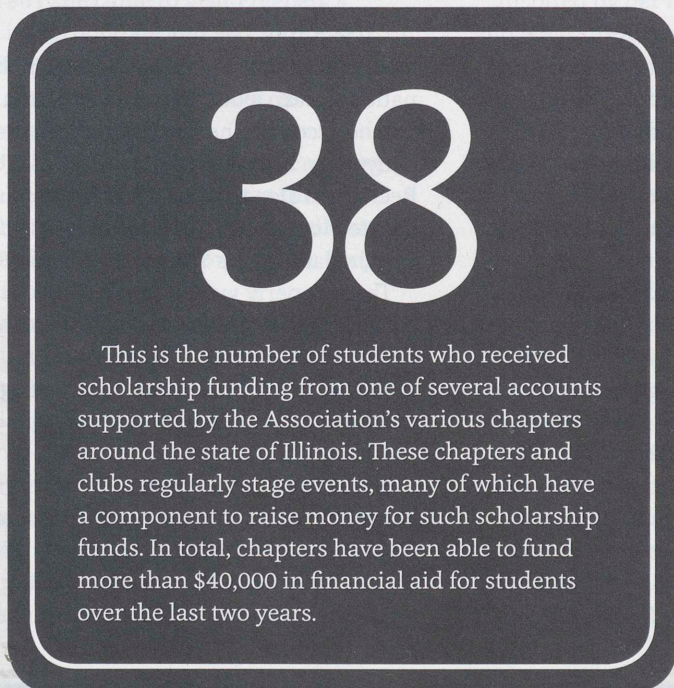 38
This is the number of students who received
scholarship funding from one of several accounts
supported by the Association’s various chapters
around the state of Illinois. These chapters and
clubs regularly stage events, many of which have
a component to raise money for such scholarship
funds. In total, chapters have been able to fund
more than $40,000 in financial aid for students
over the last two years.